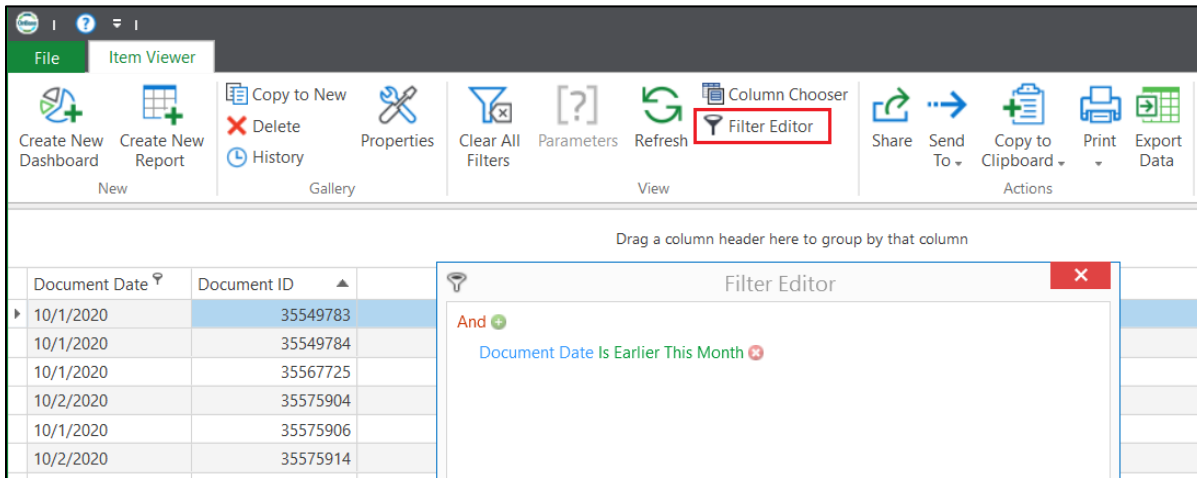 File Item Viewer
Copy to New
Delete
History
Create New Dashboard
Create New Report
Properties
Clear All Filters
Parameters
Refresh
Column Chooser
Filter Editor
Share
Send To
Copy to Clipboard
Print
Export Data
New Gallery View Actions
Drag a column header here to group by that column
Document Date Document ID
10/1/2020 35549783
10/1/2020 35549784
10/1/2020 35567725
10/2/2020 35575904
10/1/2020 35575906
10/2/2020 35575914
Filter Editor
And
Document Date Is Earlier This Month